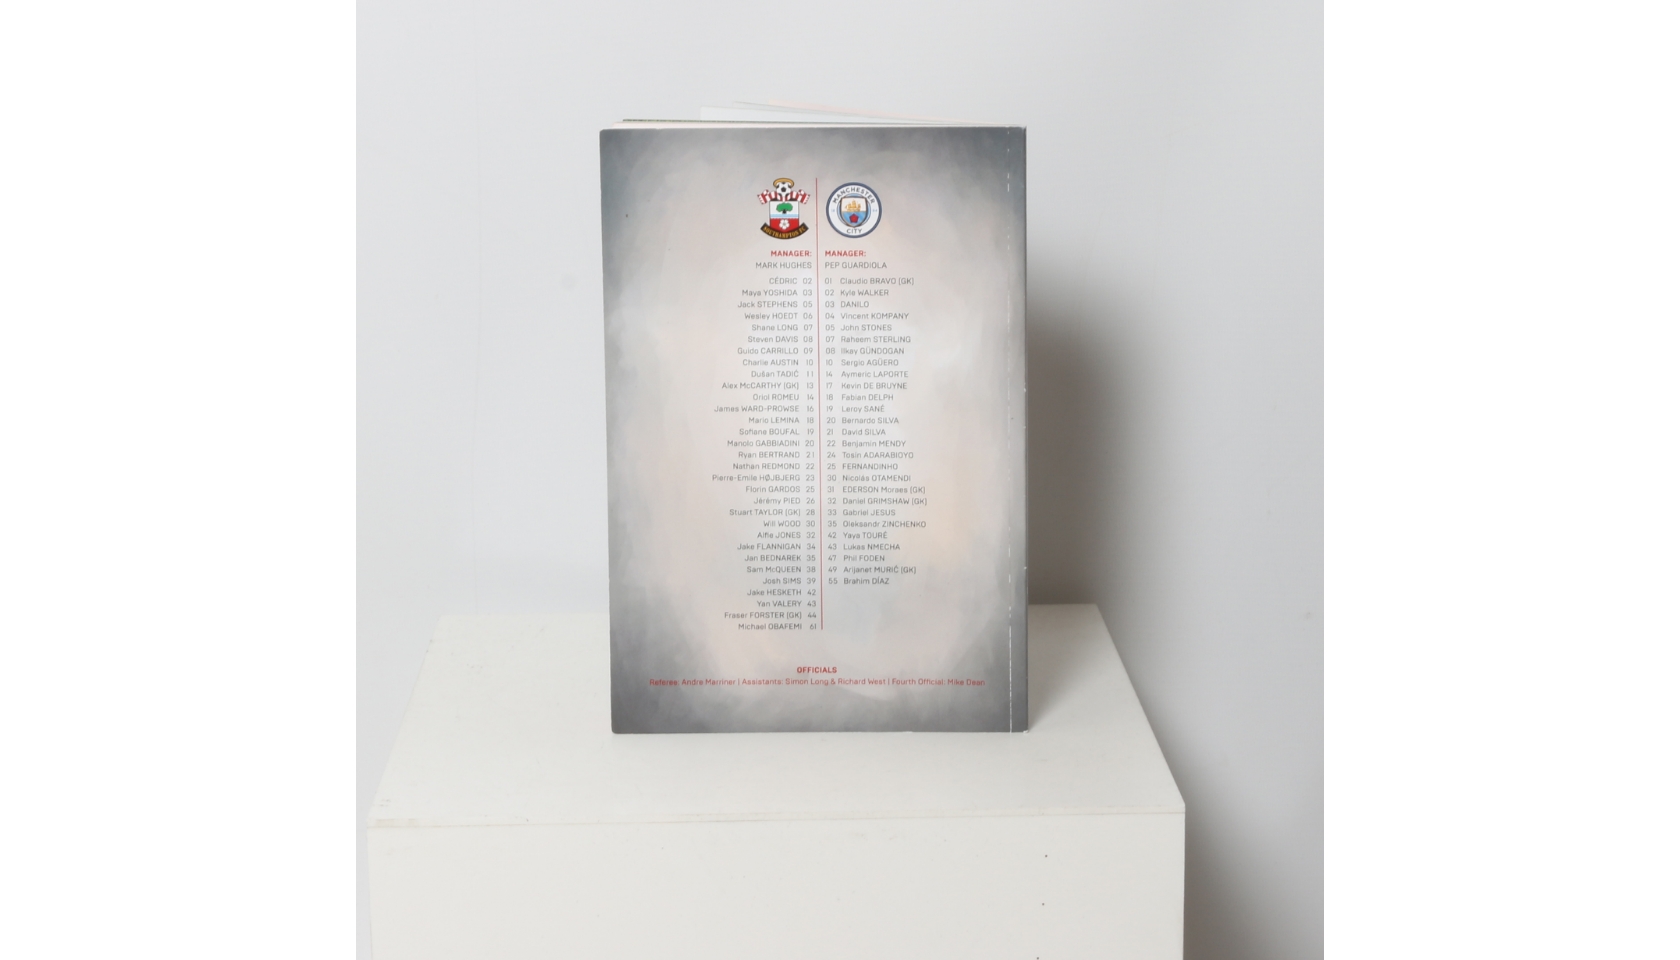 SOUTHAMPTON FC
MANCHESTER
CITY
MANAGER:
MARK HUGHES
CÉDRIC 02
Maya YOSHIDA 03
Jack STEPHENS 05
Wesley HOEDT 06
Shane LONG 07
Steven DAVIS 08
Guido CARRILLO 09
Charlie AUSTIN 10
Dušan TADIĆ 11
Alex McCARTHY (GK) 13
Oriol ROMEU 14
James WARD-PROWSE 16
Mario LEMINA 18
Sofiane BOUFAL 19
Manolo GABBIADINI 20
Ryan BERTRAND 21
Nathan REDMOND 22
Pierre-Emile HØJBJERG 23
Florin GARDOS 25
Jérémy PIED 26
Stuart TAYLOR (GK) 28
Will WOOD 30
Alfie JONES 32
Jake FLANNIGAN 34
Jan BEDNAREK 35
Sam McQUEEN 38
Josh SIMS 39
Jake HESKETH 42
Yan VALERY 43
Fraser FORSTER (GK) 44
Michael OBAFEMI 61
MANAGER:
PEP GUARDIOLA
01 Claudio BRAVO (GK)
02 Kyle WALKER
03 DANILO
04 Vincent KOMPANY
05 John STONES
07 Raheem STERLING
08 Ilkay GÜNDOGAN
10 Sergio AGÜERO
14 Aymeric LAPORTE
17 Kevin DE BRUYNE
18 Fabian DELPH
19 Leroy SANÉ
20 Bernardo SILVA
21 David SILVA
22 Benjamin MENDY
24 Tosin ADARABIOYO
25 FERNANDINHO
30 Nicolás OTAMENDI
31 EDERSON Moraes (GK)
32 Daniel GRIMSHAW (GK)
33 Gabriel JESUS
35 Oleksandr ZINCHENKO
42 Yaya TOURÉ
43 Lukas NMECHA
47 Phil FODEN
49 Arijanet MURIĆ (GK)
55 Brahim DÍAZ
OFFICIALS
Referee: Andre Marriner | Assistants: Simon Long & Richard West | Fourth Official: Mike Dean